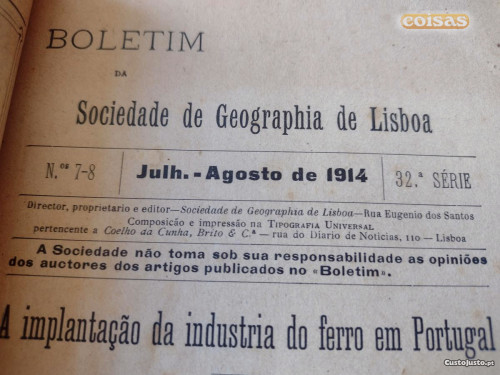 coisas
BOLETIM
DA
Sociedade de Geographia de Lisboa
N.os 7-8 Julh. - Agosto de 1914 32.ª SÉRIE
Director, proprietario e editor—Sociedade de Geographia de Lisboa—Rua Eugenio dos Santos
Composição e impressão na TIPOGRAFIA UNIVERSAL
pertencente a Coelho da Cunha, Brito & C.ª — rua do Diario de Noticias, 110 — Lisboa
A Sociedade não toma sob sua responsabilidade as opiniões
dos auctores dos artigos publicados no «Boletim».
A implantação da industria do ferro em Portugal
CustoJusto.pt